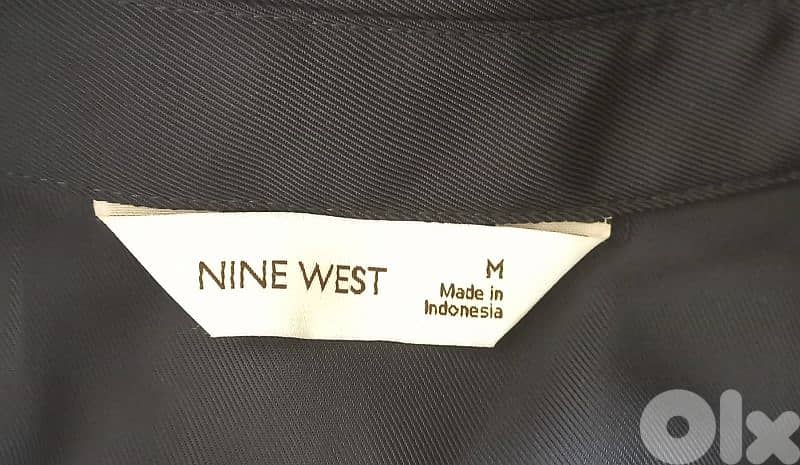 NINE WEST
M
Made in
Indonesia
Olx